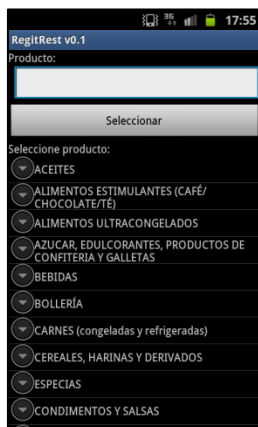 3G 17:55
RegitRest v0.1
Producto:
Seleccionar
Seleccione producto:
ACEITES
ALIMENTOS ESTIMULANTES (CAFÉ/
CHOCOLATE/TÉ)
ALIMENTOS ULTRACONGELADOS
AZUCAR, EDULCORANTES, PRODUCTOS DE
CONFITERIA Y GALLETAS
BEBIDAS
BOLLERÍA
CARNES (congeladas y refrigeradas)
CEREALES, HARINAS Y DERIVADOS
ESPECIAS
CONDIMENTOS Y SALSAS